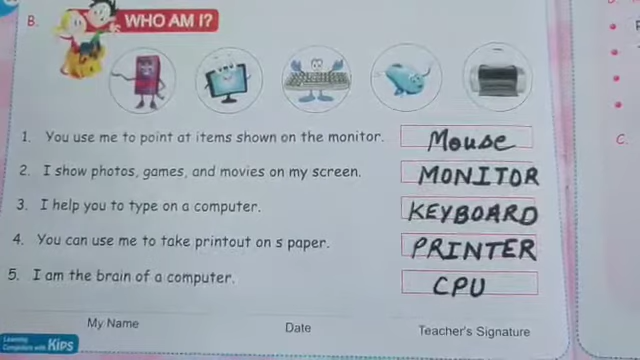 B. WHO AM I?
1. You use me to point at items shown on the monitor. Mouse
2. I show photos, games, and movies on my screen. MONITOR
3. I help you to type on a computer. KEYBOARD
4. You can use me to take printout on s paper. PRINTER
5. I am the brain of a computer. CPU
My Name Date Teacher's Signature
Learning Computers with KIPS
C.